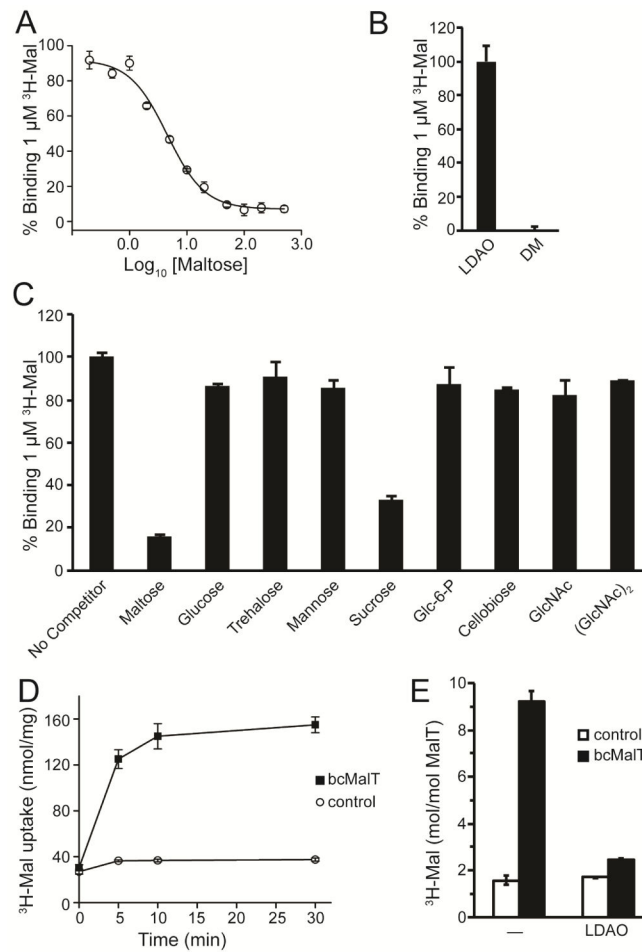 A
% Binding 1 µM ³H-Mal
100
80
60
40
20
0
0.0
1.0
2.0
3.0
Log₁₀ [Maltose]
B
% Binding 1 µM ³H-Mal
120
100
80
60
40
20
0
LDAO
DM
C
% Binding 1 µM ³H-Mal
120
100
80
60
40
20
0
No Competitor
Maltose
Glucose
Trehalose
Mannose
Sucrose
Glc-6-P
Cellobiose
GlcNAc
(GlcNAc)₂
D
³H-Mal uptake (nmol/mg)
160
120
80
40
0
0
5
10
15
20
25
30
Time (min)
bcMalT
control
E
³H-Mal (mol/mol MalT)
10
8
6
4
2
0
control
bcMalT
—
LDAO